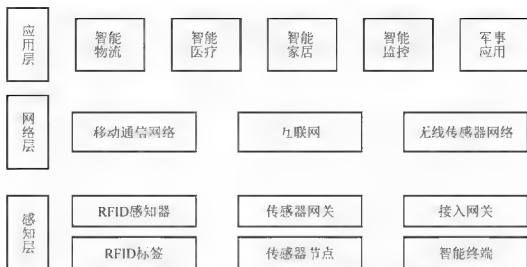 应用层
智能物流
智能医疗
智能家居
智能监控
军事应用
网络层
移动通信网络
互联网
无线传感器网络
感知层
RFID感知器
传感器网关
接入网关
RFID标签
传感器节点
智能终端